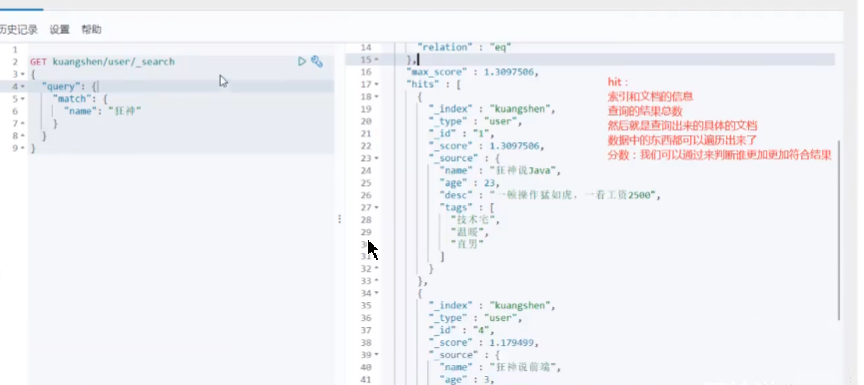 历史记录 设置 帮助
1
2 GET kuangshen/user/_search
3 {
4 "query": {
5 "match": {
6 "name": "狂神"
7 }
8 }
9 }
14 "relation" : "eq"
15 },
16 "max_score" : 1.3097506,
17 "hits" : [
18 {
19 "_index" : "kuangshen",
20 "_type" : "user",
21 "_id" : "1",
22 "_score" : 1.3097506,
23 "_source" : {
24 "name" : "狂神说Java",
25 "age" : 23,
26 "desc" : "一顿操作猛如虎，一看工资2500",
27 "tags" : [
28 "技术宅",
29 "温暖",
"直男"
]
32 }
33 },
34 {
35 "_index" : "kuangshen",
36 "_type" : "user",
37 "_id" : "4",
38 "_score" : 1.179499,
39 "_source" : {
40 "name" : "狂神说前端",
41 "age" : 3,
hit：
索引和文档的信息
查询的结果总数
然后就是查询出来的具体的文档
数据中的东西都可以遍历出来了
分数：我们可以通过来判断谁更加更加符合结果